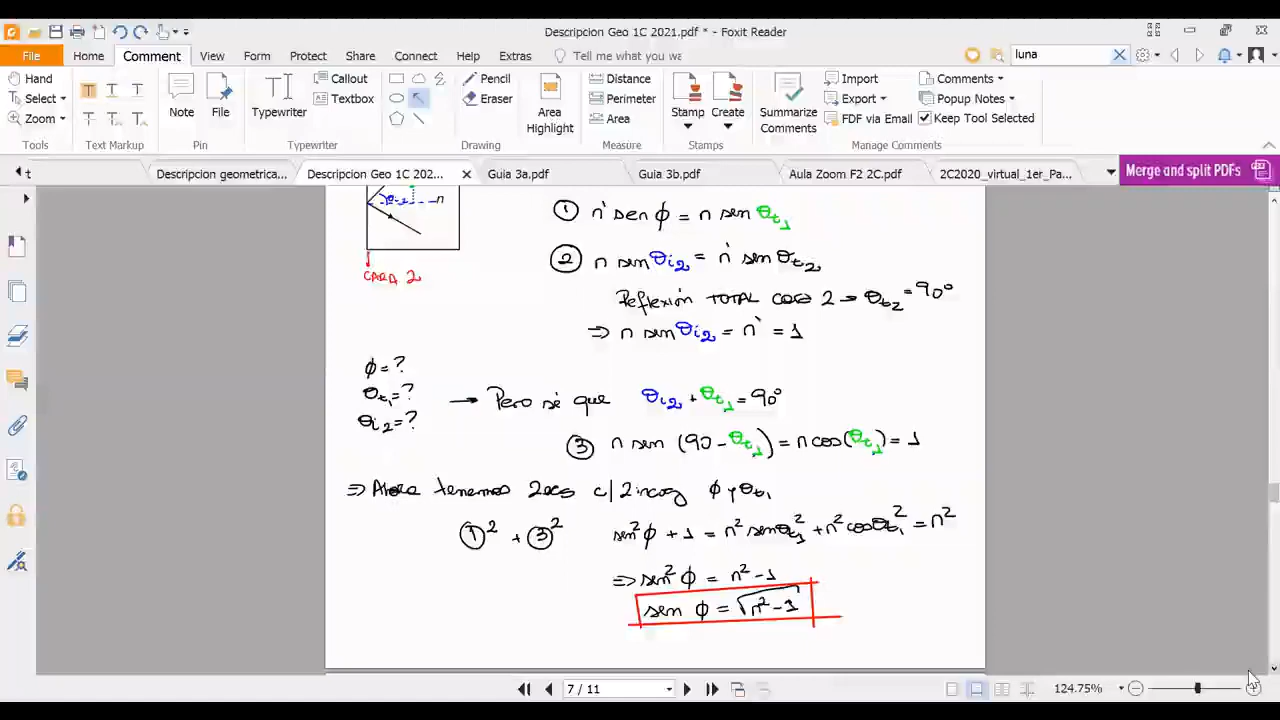 Descripcion Geo 1C 2021.pdf * - Foxit Reader
File Home Comment View Form Protect Share Connect Help Extras Tell me what you wa luna
Hand
Select
Zoom
Tools
Text Markup
Note
File
Pin
Typewriter
Callout
Textbox
Typewriter
Pencil
Eraser
Drawing
Area
Highlight
Distance
Perimeter
Area
Measure
Stamp
Create
Stamps
Summarize
Comments
Import
Export
FDF via Email
Comments
Popup Notes
Keep Tool Selected
Manage Comments
t Descripcion geometrica... Descripcion Geo 1C 202... Guia 3a.pdf Guia 3b.pdf Aula Zoom F2 2C.pdf 2C2020_virtual_1er_Pa... Merge and split PDFs
n
CARA 2
① n' sen ϕ = n sen θt1
② n sen θi2 = n' sen θt2
Reflexión TOTAL cara 2 → θt2 = 90°
⇒ n sen θi2 = n' = 1
ϕ = ?
θt1 = ?
θi2 = ?
→ Pero sé que θi2 + θt1 = 90°
③ n sen (90 - θt1) = n cos(θt1) = 1
⇒ Ahora tenemos 2 ecs c/ 2 incog ϕ y θt1
①² + ③² sen² ϕ + 1 = n² sen θt1² + n² cos θt1² = n²
⇒ sen² ϕ = n² - 1
sen ϕ = √n² - 1
7 / 11
124.75%